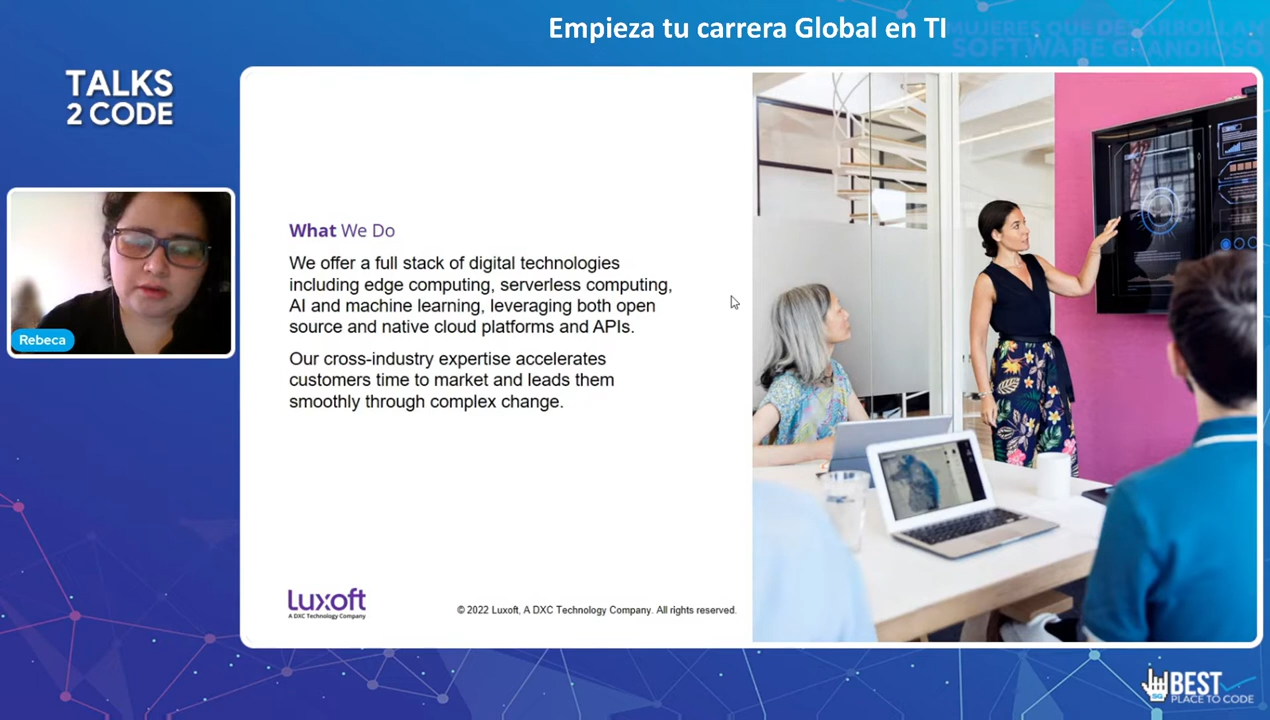 Empieza tu carrera Global en TI
MUJERES QUE DESARROLLAN
SOFTWARE GRANDIOSO
TALKS
2 CODE
Rebeca
What We Do
We offer a full stack of digital technologies
including edge computing, serverless computing,
AI and machine learning, leveraging both open
source and native cloud platforms and APIs.
Our cross-industry expertise accelerates
customers time to market and leads them
smoothly through complex change.
Luxoft
A DXC Technology Company
© 2022 Luxoft, A DXC Technology Company. All rights reserved.
SG
BEST
PLACE TO CODE